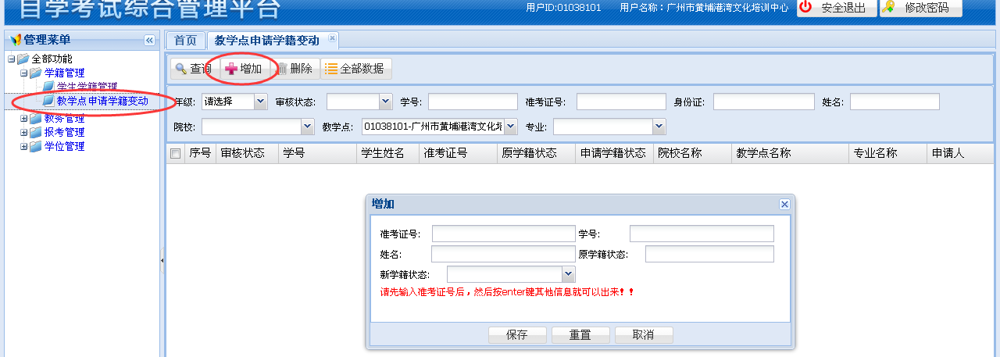 自学考试综合管理平台
用户ID:01038101 用户名称：广州市黄埔港湾文化培训中心 安全退出 修改密码
管理菜单
首页 教学点申请学籍变动
全部功能
学籍管理
学生学籍管理
教学点申请学籍变动
教务管理
报考管理
学位管理
查询 增加 删除 全部数据
年级: 请选择 审核状态: 学号: 准考证号: 身份证: 姓名:
院校: 教学点: 01038101-广州市黄埔港湾文化培 专业:
序号 审核状态 学号 学生姓名 准考证号 原学籍状态 申请学籍状态 院校名称 教学点名称 专业名称 申请人
增加
准考证号: 学号:
姓名: 原学籍状态:
新学籍状态:
请先输入准考证号后，然后按enter键其他信息就可以出来！！
保存 重置 取消